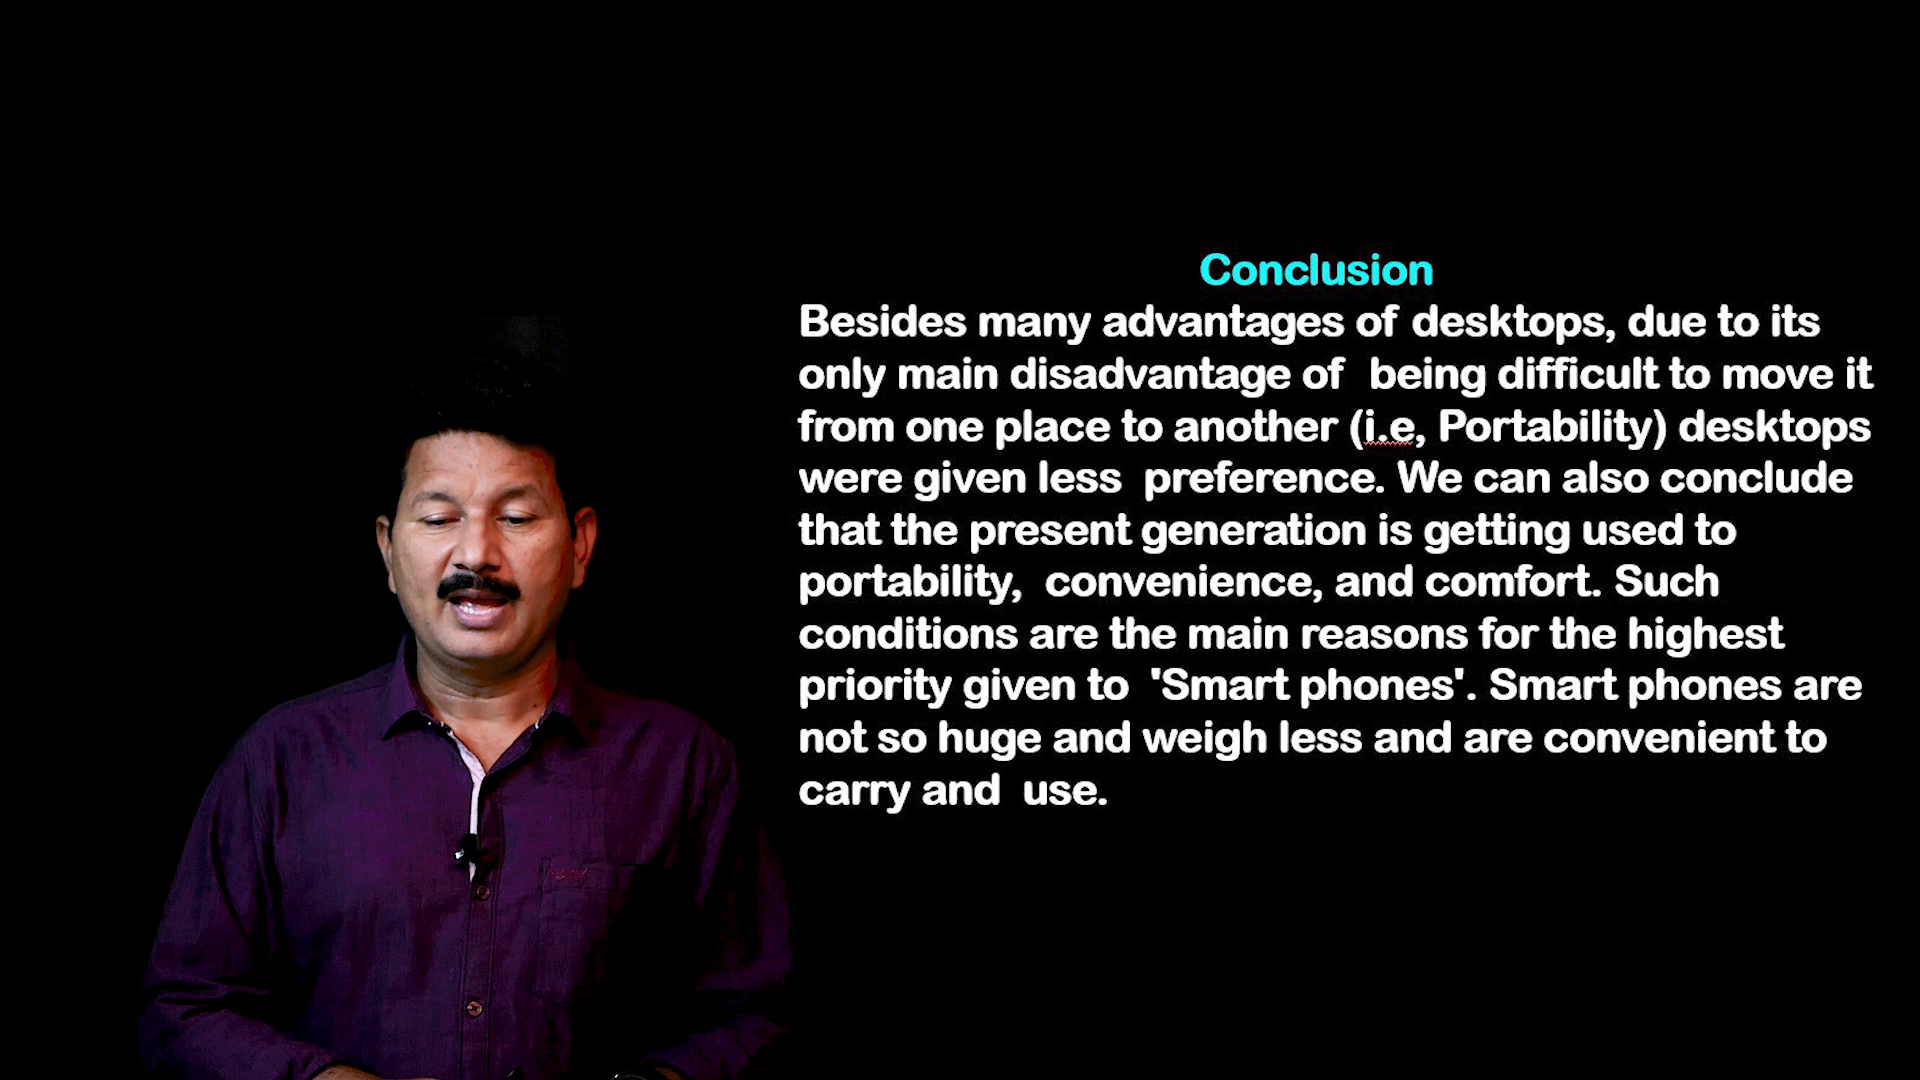 Conclusion
Besides many advantages of desktops, due to its
only main disadvantage of being difficult to move it
from one place to another (i.e, Portability) desktops
were given less preference. We can also conclude
that the present generation is getting used to
portability, convenience, and comfort. Such
conditions are the main reasons for the highest
priority given to 'Smart phones'. Smart phones are
not so huge and weigh less and are convenient to
carry and use.